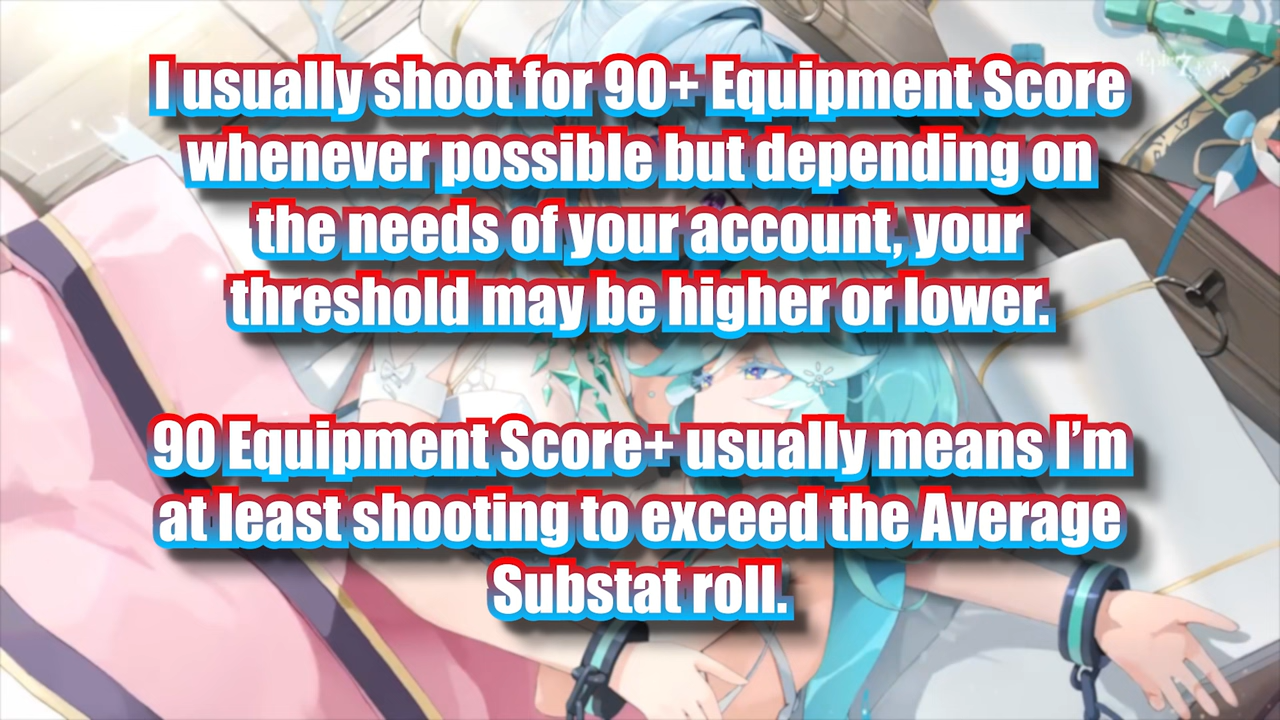 I usually shoot for 90+ Equipment Score
whenever possible but depending on
the needs of your account, your
threshold may be higher or lower.
90 Equipment Score+ usually means I’m
at least shooting to exceed the Average
Substat roll.